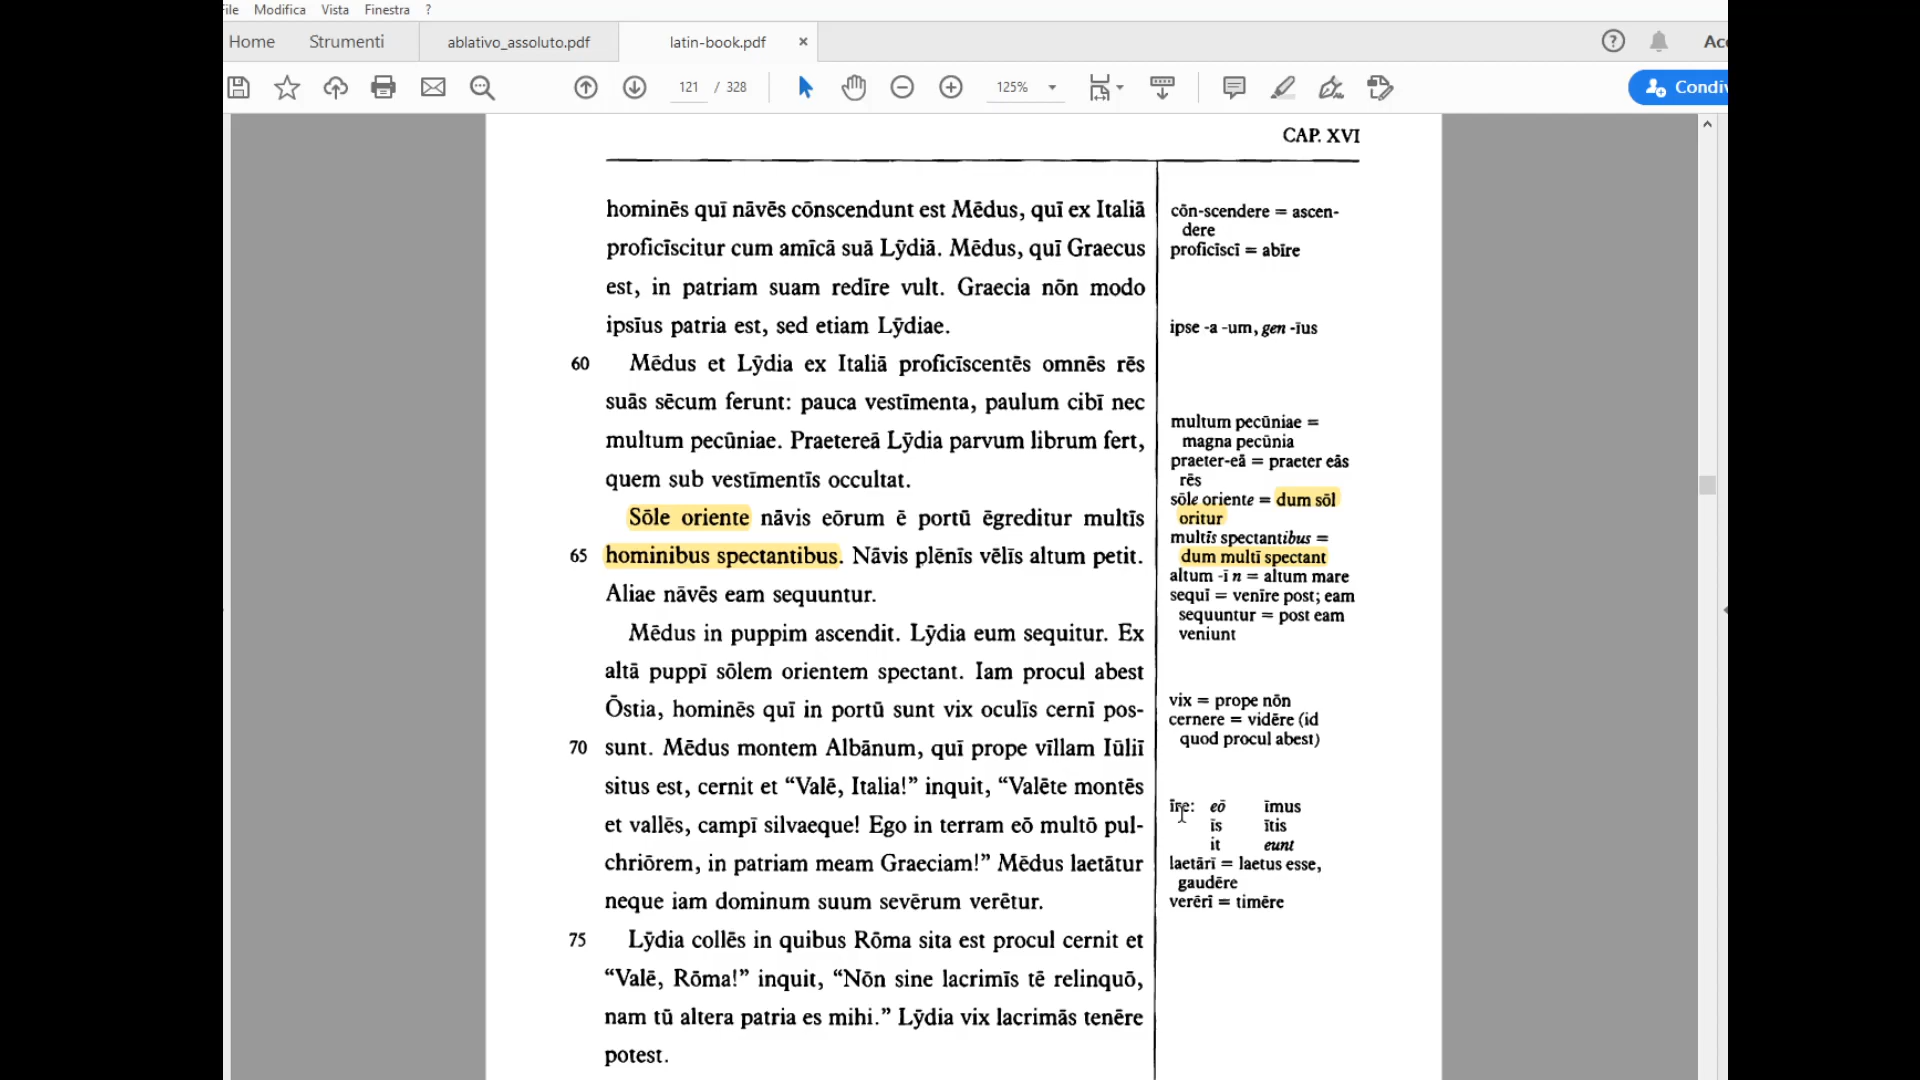 File Modifica Vista Finestra ?
Home Strumenti ablativo_assoluto.pdf latin-book.pdf ×
121 / 328 125%
CAP. XVI
hominēs quī nāvēs cōnscendunt est Mēdus, quī ex Italiā
proficīscitur cum amīcā suā Lȳdiā. Mēdus, quī Graecus
est, in patriam suam redīre vult. Graecia nōn modo
ipsīus patria est, sed etiam Lȳdiae.
60 Mēdus et Lȳdia ex Italiā proficīscentēs omnēs rēs
suās sēcum ferunt: pauca vestīmenta, paulum cibī nec
multum pecūniae. Praetereā Lȳdia parvum librum fert,
quem sub vestīmentīs occultat.
Sōle oriente nāvis eōrum ē portū ēgreditur multīs
65 hominibus spectantibus. Nāvis plēnīs vēlīs altum petit.
Aliae nāvēs eam sequuntur.
Mēdus in puppim ascendit. Lȳdia eum sequitur. Ex
altā puppī sōlem orientem spectant. Iam procul abest
Ōstia, hominēs quī in portū sunt vix oculīs cernī pos-
70 sunt. Mēdus montem Albānum, quī prope vīllam Iūliī
situs est, cernit et “Valē, Italia!” inquit, “Valēte montēs
et vallēs, campī silvaeque! Ego in terram eō multō pul-
chriōrem, in patriam meam Graeciam!” Mēdus laetātur
neque iam dominum suum sevērum verētur.
75 Lȳdia collēs in quibus Rōma sita est procul cernit et
“Valē, Rōma!” inquit, “Nōn sine lacrimīs tē relinquō,
nam tū altera patria es mihi.” Lȳdia vix lacrimās tenēre
potest.
cōn-scendere = ascen-
dere
proficīscī = abīre
ipse -a -um, gen -īus
multum pecūniae =
magna pecūnia
praeter-eā = praeter eās
rēs
sōle oriente = dum sōl
oritur
multīs spectantibus =
dum multī spectant
altum -ī n = altum mare
sequī = venīre post; eam
sequuntur = post eam
veniunt
vix = prope nōn
cernere = vidēre (id
quod procul abest)
īre: eō īmus
īs ītis
it eunt
laetārī = laetus esse,
gaudēre
verērī = timēre